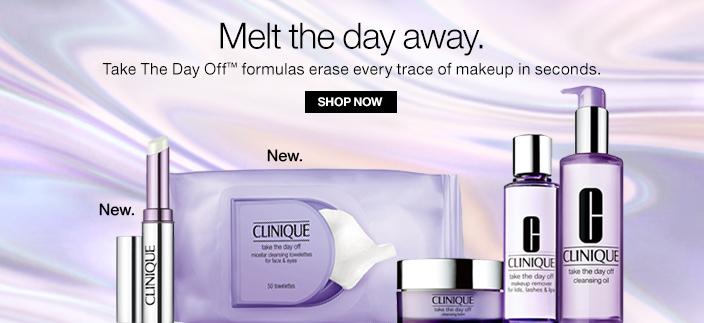 Melt the day away.
Take The Day Off™ formulas erase every trace of makeup in seconds.
SHOP NOW
New.
New.
CLINIQUE
CLINIQUE
take the day off
micellar cleansing towelettes
for face & eyes
50 towelettes
CLINIQUE
take the day off
cleansing balm
C
CLINIQUE
take the day off
makeup remover
for lids, lashes & lips
C
CLINIQUE
take the day off
cleansing oil